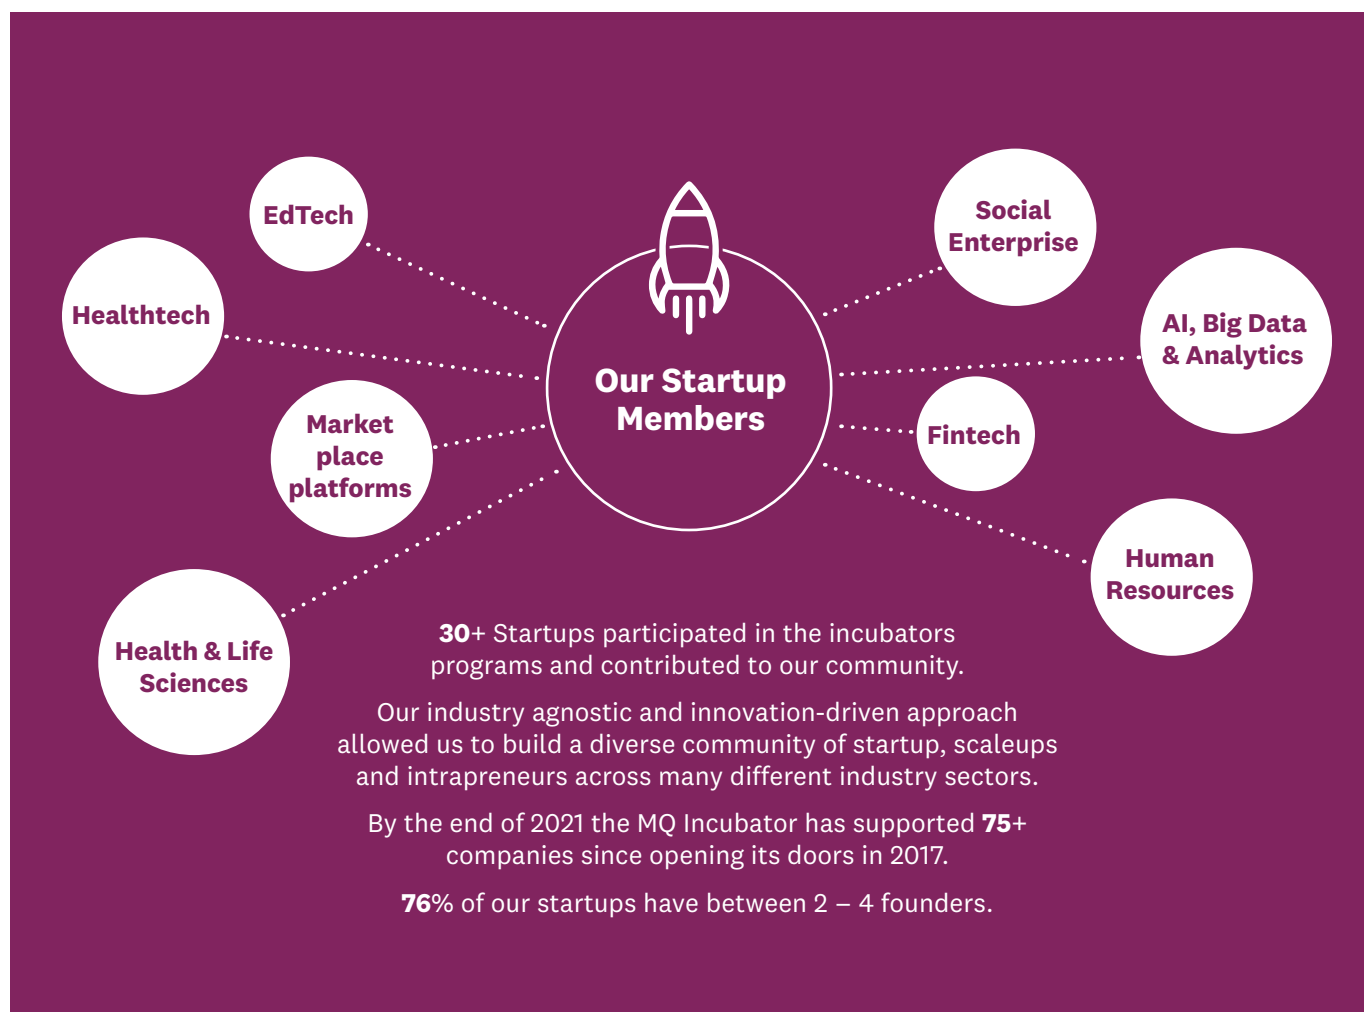 EdTech
Social
Enterprise
Healthtech
AI, Big Data
& Analytics
Our Startup
Members
Market
place
platforms
Fintech
Human
Resources
Health & Life
Sciences
30+ Startups participated in the incubators
programs and contributed to our community.
Our industry agnostic and innovation-driven approach
allowed us to build a diverse community of startup, scaleups
and intrapreneurs across many different industry sectors.
By the end of 2021 the MQ Incubator has supported 75+
companies since opening its doors in 2017.
76% of our startups have between 2 – 4 founders.